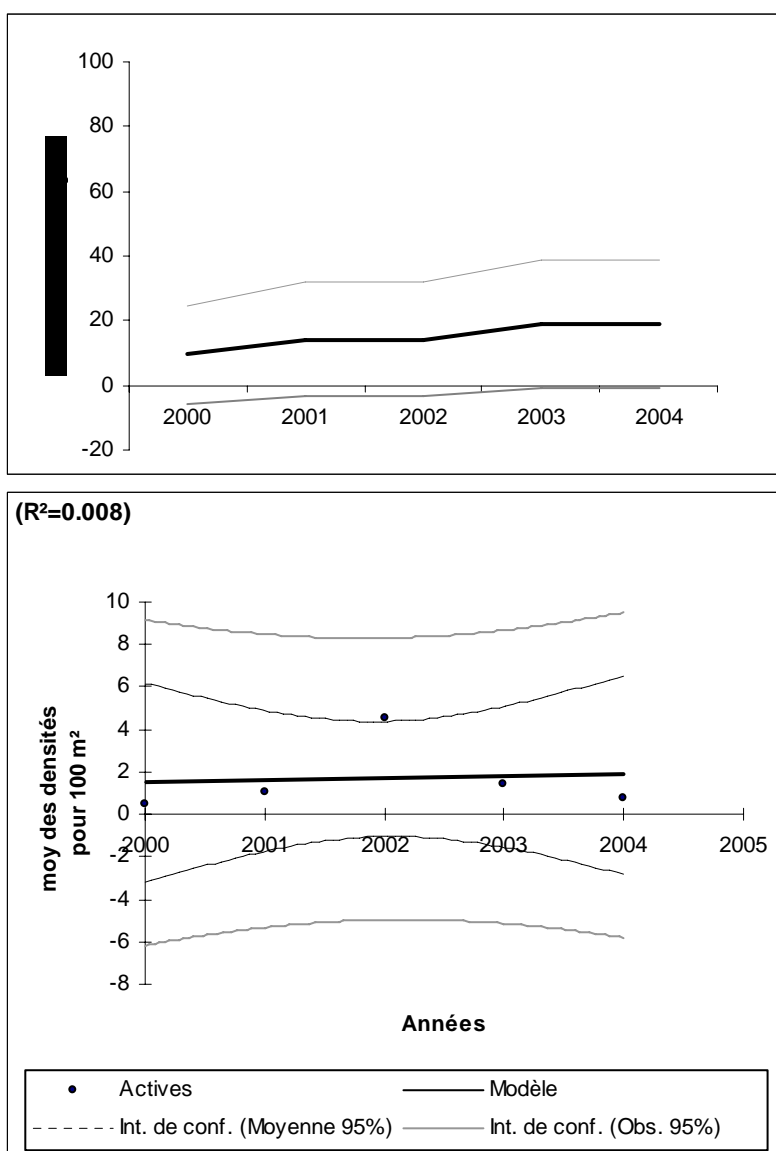 100
80
60
40
20
0
-20
2000 2001 2002 2003 2004
(R²=0.008)
10
8
6
4
2
0
-2
-4
-6
-8
2000 2001 2002 2003 2004 2005
moy des densités
pour 100 m²
Années
Actives Modèle
Int. de conf. (Moyenne 95%) Int. de conf. (Obs. 95%)